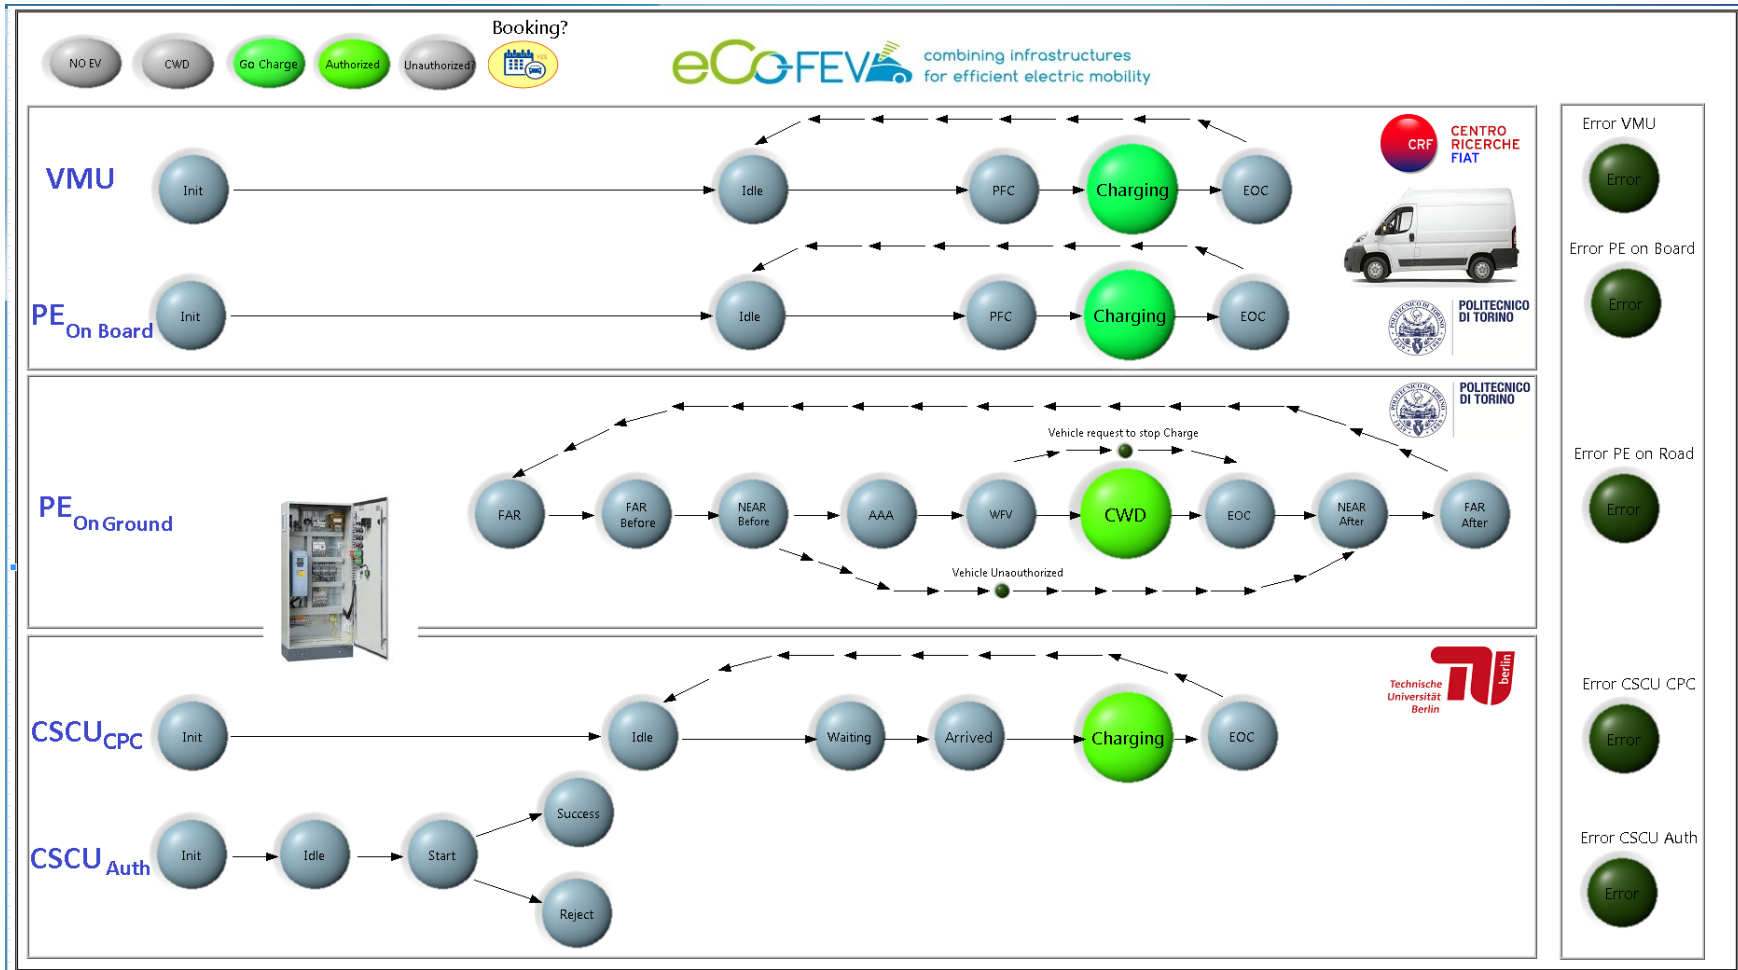 Booking?
NO EV
CWD
Go Charge
Authorized
Unauthorized?
YES
eCo-FEV
combining infrastructures
for efficient electric mobility
VMU
Init
Idle
PFC
Charging
EOC
CRF
CENTRO
RICERCHE
FIAT
PE On Board
Init
Idle
PFC
Charging
EOC
POLITECNICO
DI TORINO
PE On Ground
POLITECNICO
DI TORINO
Vehicle request to stop Charge
FAR
FAR
Before
NEAR
Before
AAA
WFV
CWD
EOC
NEAR
After
FAR
After
Vehicle Unaouthorized
CSCU CPC
Init
Idle
Waiting
Arrived
Charging
EOC
Technische
Universität
Berlin
berlin
CSCU Auth
Init
Idle
Start
Success
Reject
Error VMU
Error
Error PE on Board
Error
Error PE on Road
Error
Error CSCU CPC
Error
Error CSCU Auth
Error